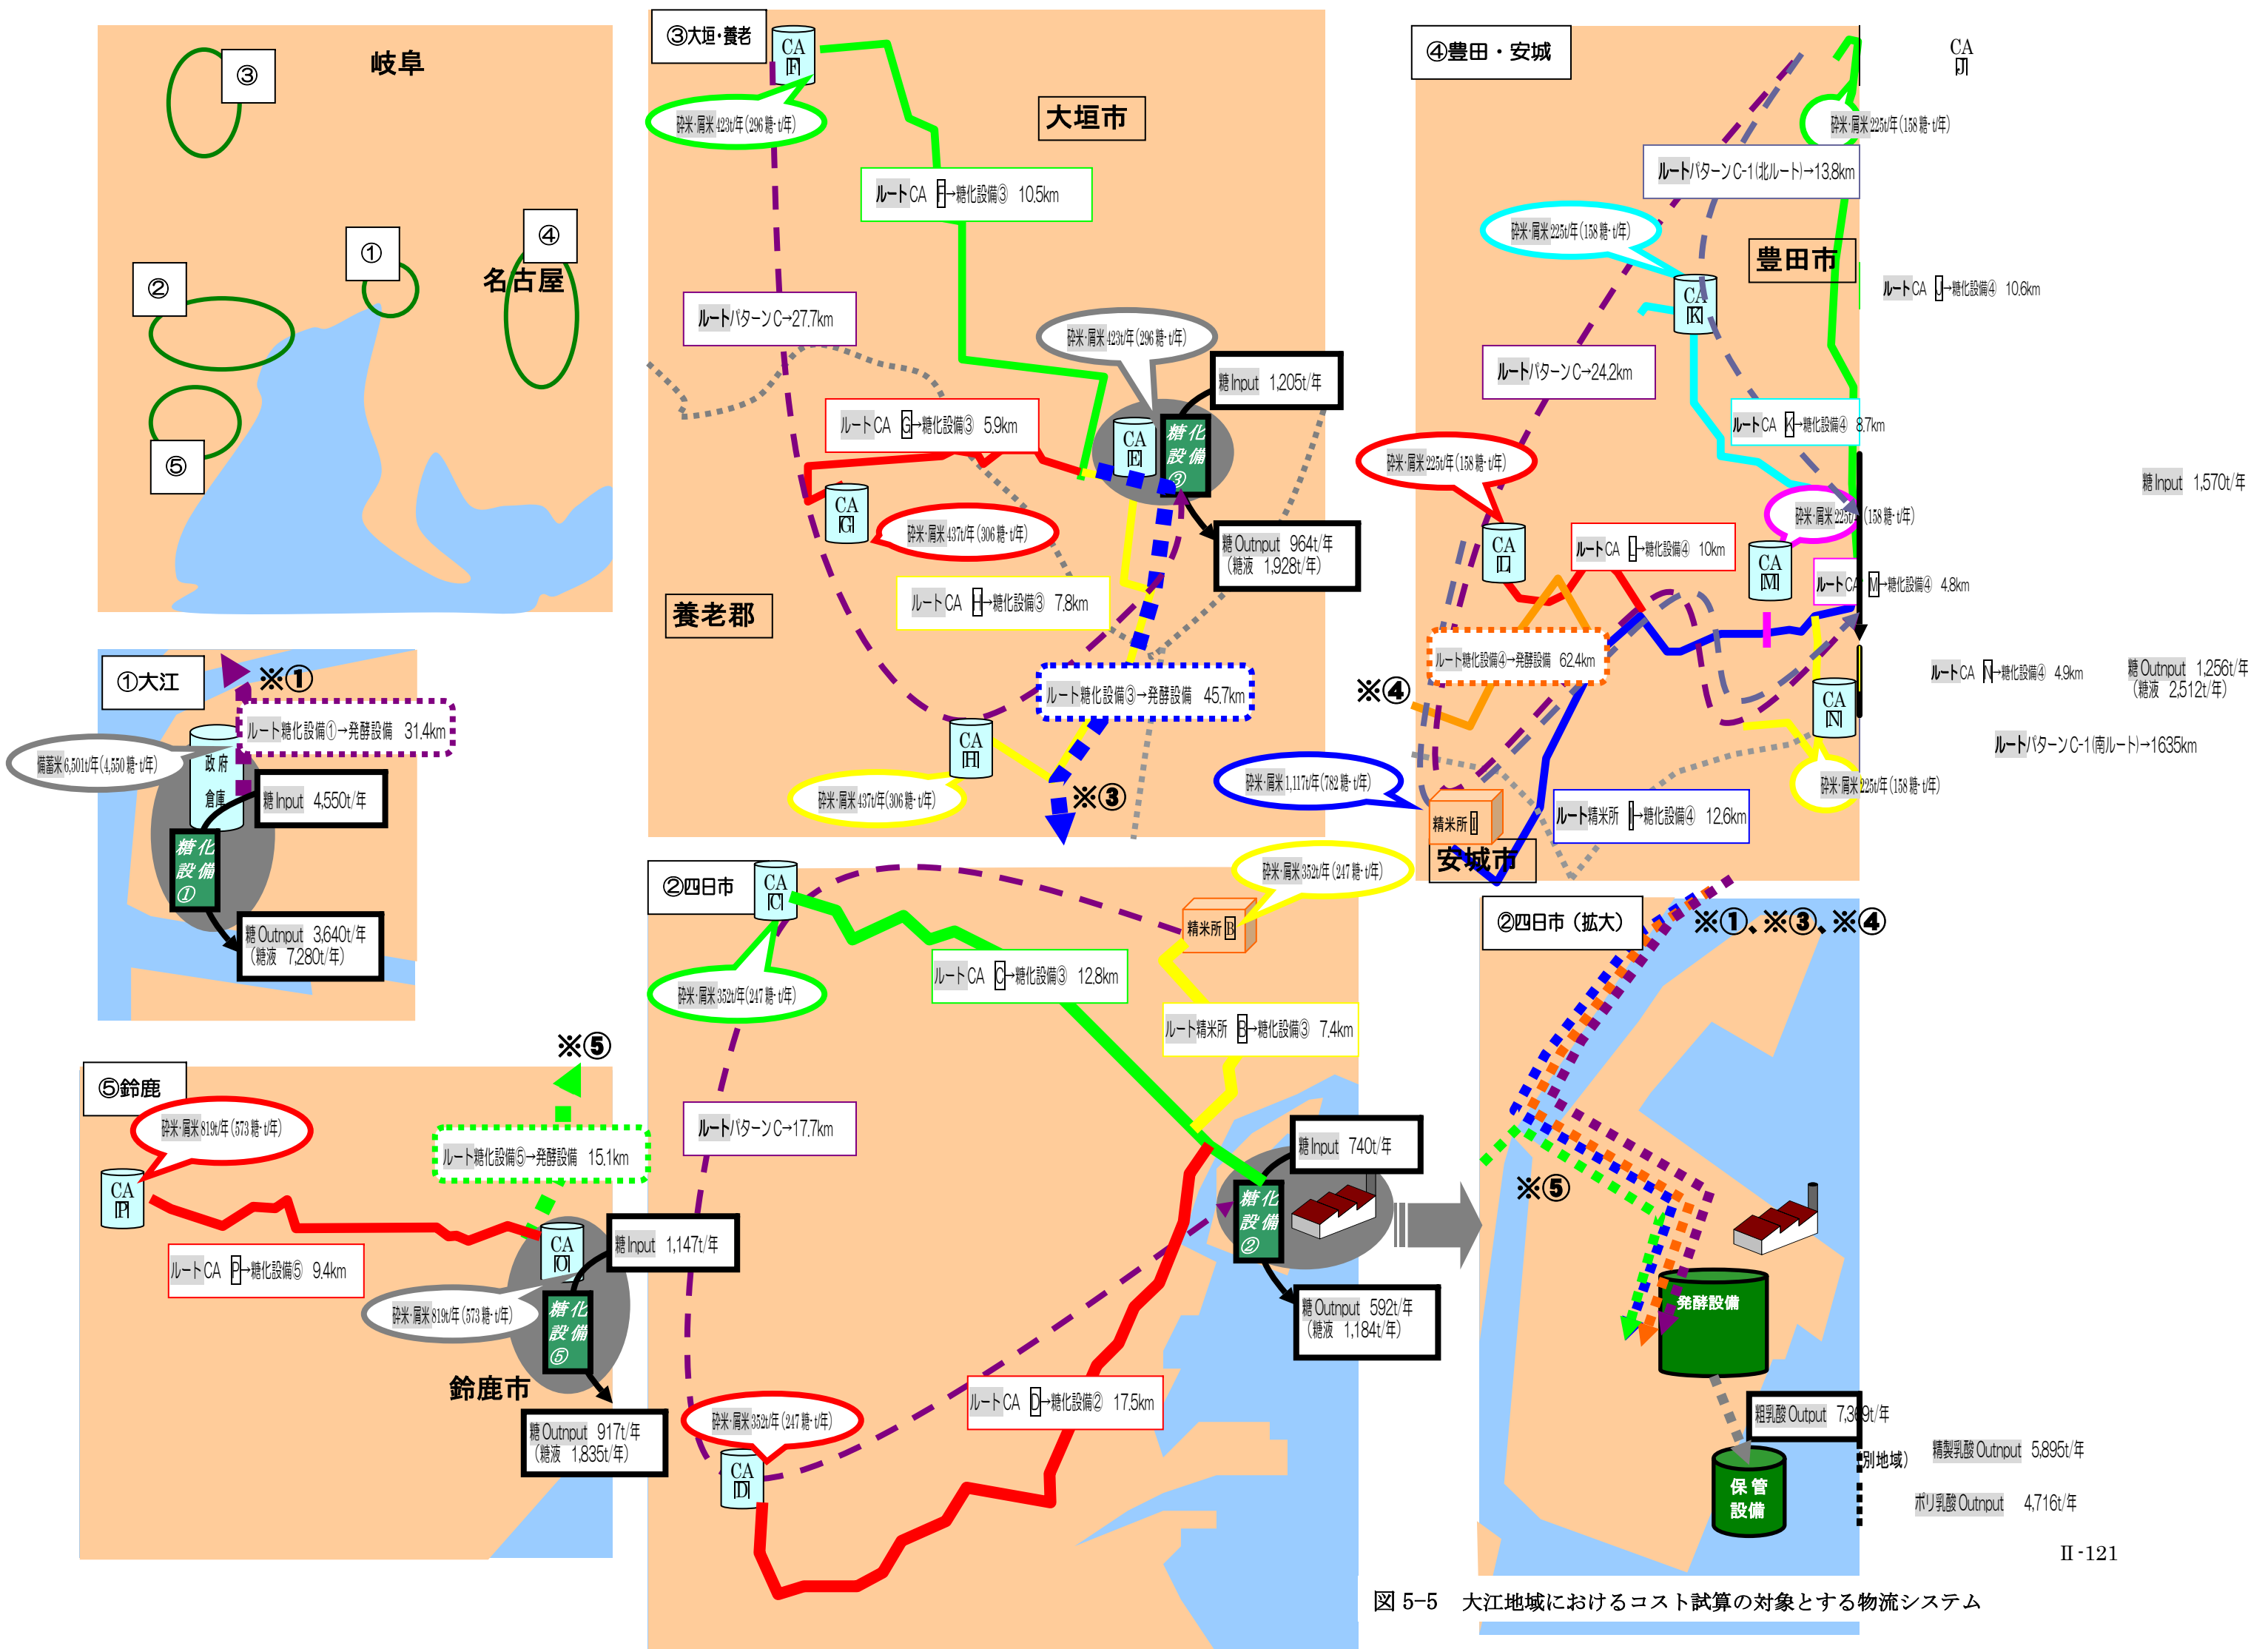 岐阜
③
①
④
名古屋
②
⑤
③大垣・養老
CA
F
砕米・屑米423t/年(296糖・t/年)
大垣市
ルートCA F→糖化設備③ 10.5km
ルートパターンC→27.7km
砕米・屑米423t/年(296糖・t/年)
糖Input 1,205t/年
ルートCA G→糖化設備③ 5.9km
CA
E
糖化
設備
③
CA
G
砕米・屑米437t/年(306糖・t/年)
糖Outnput 964t/年
(糖液 1,928t/年)
ルートCA H→糖化設備③ 7.8km
養老郡
ルート糖化設備③→発酵設備 45.7km
CA
H
砕米・屑米437t/年(306糖・t/年)
※③
④豊田・安城
CA
J
砕米・屑米225t/年(158糖・t/年)
ルートパターンC-1(北ルート)→13.8km
砕米・屑米225t/年(158糖・t/年)
豊田市
CA
K
ルートCA J→糖化設備④ 10.6km
ルートパターンC→24.2km
ルートCA K→糖化設備④ 8.7km
砕米・屑米225t/年(158糖・t/年)
糖Input 1,570t/年
砕米・屑米225t/年(158糖・t/年)
CA
L
ルートCA L→糖化設備④ 10km
CA
M
ルートCA M→糖化設備④ 4.8km
ルート糖化設備④→発酵設備 62.4km
※④
ルートCA N→糖化設備④ 4.9km
糖Outnput 1,256t/年
(糖液 2,512t/年)
CA
N
ルートパターンC-1(南ルート)→1635km
砕米・屑米1,117t/年(782糖・t/年)
砕米・屑米225t/年(158糖・t/年)
精米所 I
ルート精米所 I→糖化設備④ 12.6km
安城市
①大江
※①
ルート糖化設備①→発酵設備 31.4km
備蓄米6,501t/年(4,550糖・t/年)
政府
倉庫
糖Input 4,550t/年
糖化
設備
①
糖Outnput 3,640t/年
(糖液 7,280t/年)
②四日市
CA
C
砕米・屑米352t/年(247糖・t/年)
精米所 B
砕米・屑米352t/年(247糖・t/年)
ルートCA C→糖化設備③ 12.8km
ルート精米所 B→糖化設備③ 7.4km
ルートパターンC→17.7km
糖Input 740t/年
糖化
設備
②
糖Outnput 592t/年
(糖液 1,184t/年)
ルートCA D→糖化設備② 17.5km
砕米・屑米352t/年(247糖・t/年)
CA
D
⑤鈴鹿
※⑤
砕米・屑米819t/年(573糖・t/年)
ルート糖化設備⑤→発酵設備 15.1km
CA
P
ルートCA P→糖化設備⑤ 9.4km
CA
O
糖Input 1,147t/年
砕米・屑米819t/年(573糖・t/年)
糖化
設備
⑤
鈴鹿市
糖Outnput 917t/年
(糖液 1,835t/年)
②四日市（拡大）
※①、※③、※④
※⑤
発酵設備
粗乳酸Output 7,369t/年
別地域）
精製乳酸Outnput 5,895t/年
保管
設備
ポリ乳酸Outnput 4,716t/年
Ⅱ-121
図 5-5 大江地域におけるコスト試算の対象とする物流システム